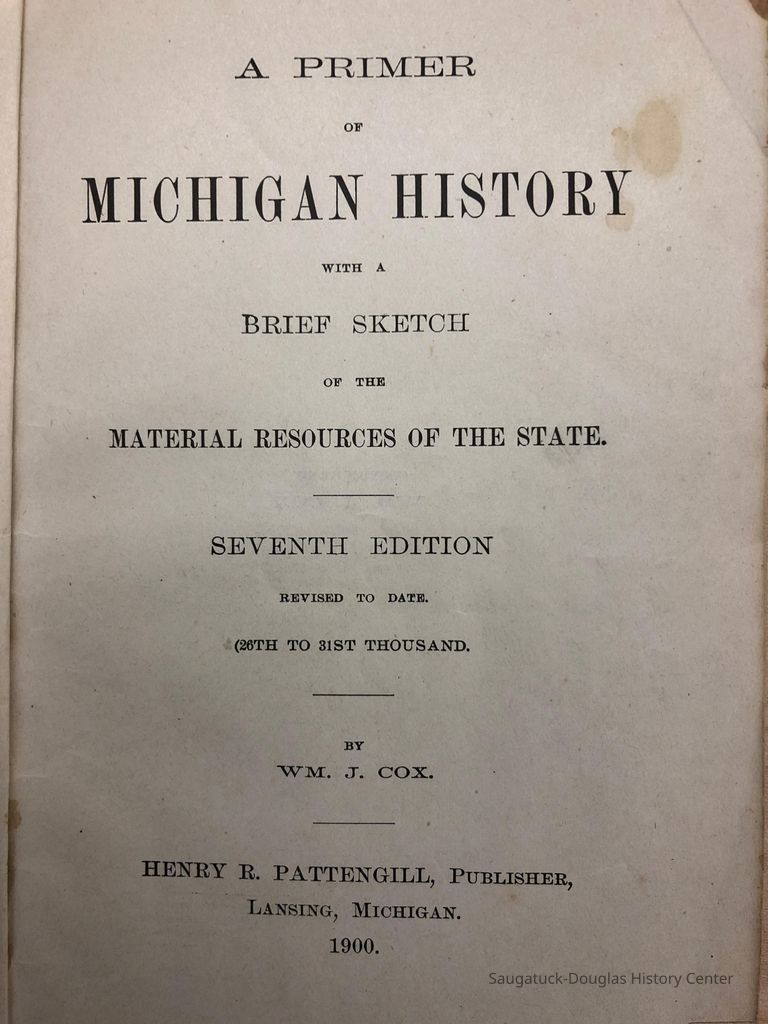 A PRIMER
OF
MICHIGAN HISTORY
WITH A
BRIEF SKETCH
OF THE
MATERIAL RESOURCES OF THE STATE.
SEVENTH EDITION
REVISED TO DATE.
(26TH TO 31ST THOUSAND.
BY
WM. J. COX.
HENRY R. PATTENGILL, PUBLISHER,
LANSING, MICHIGAN.
1900.
Saugatuck-Douglas History Center